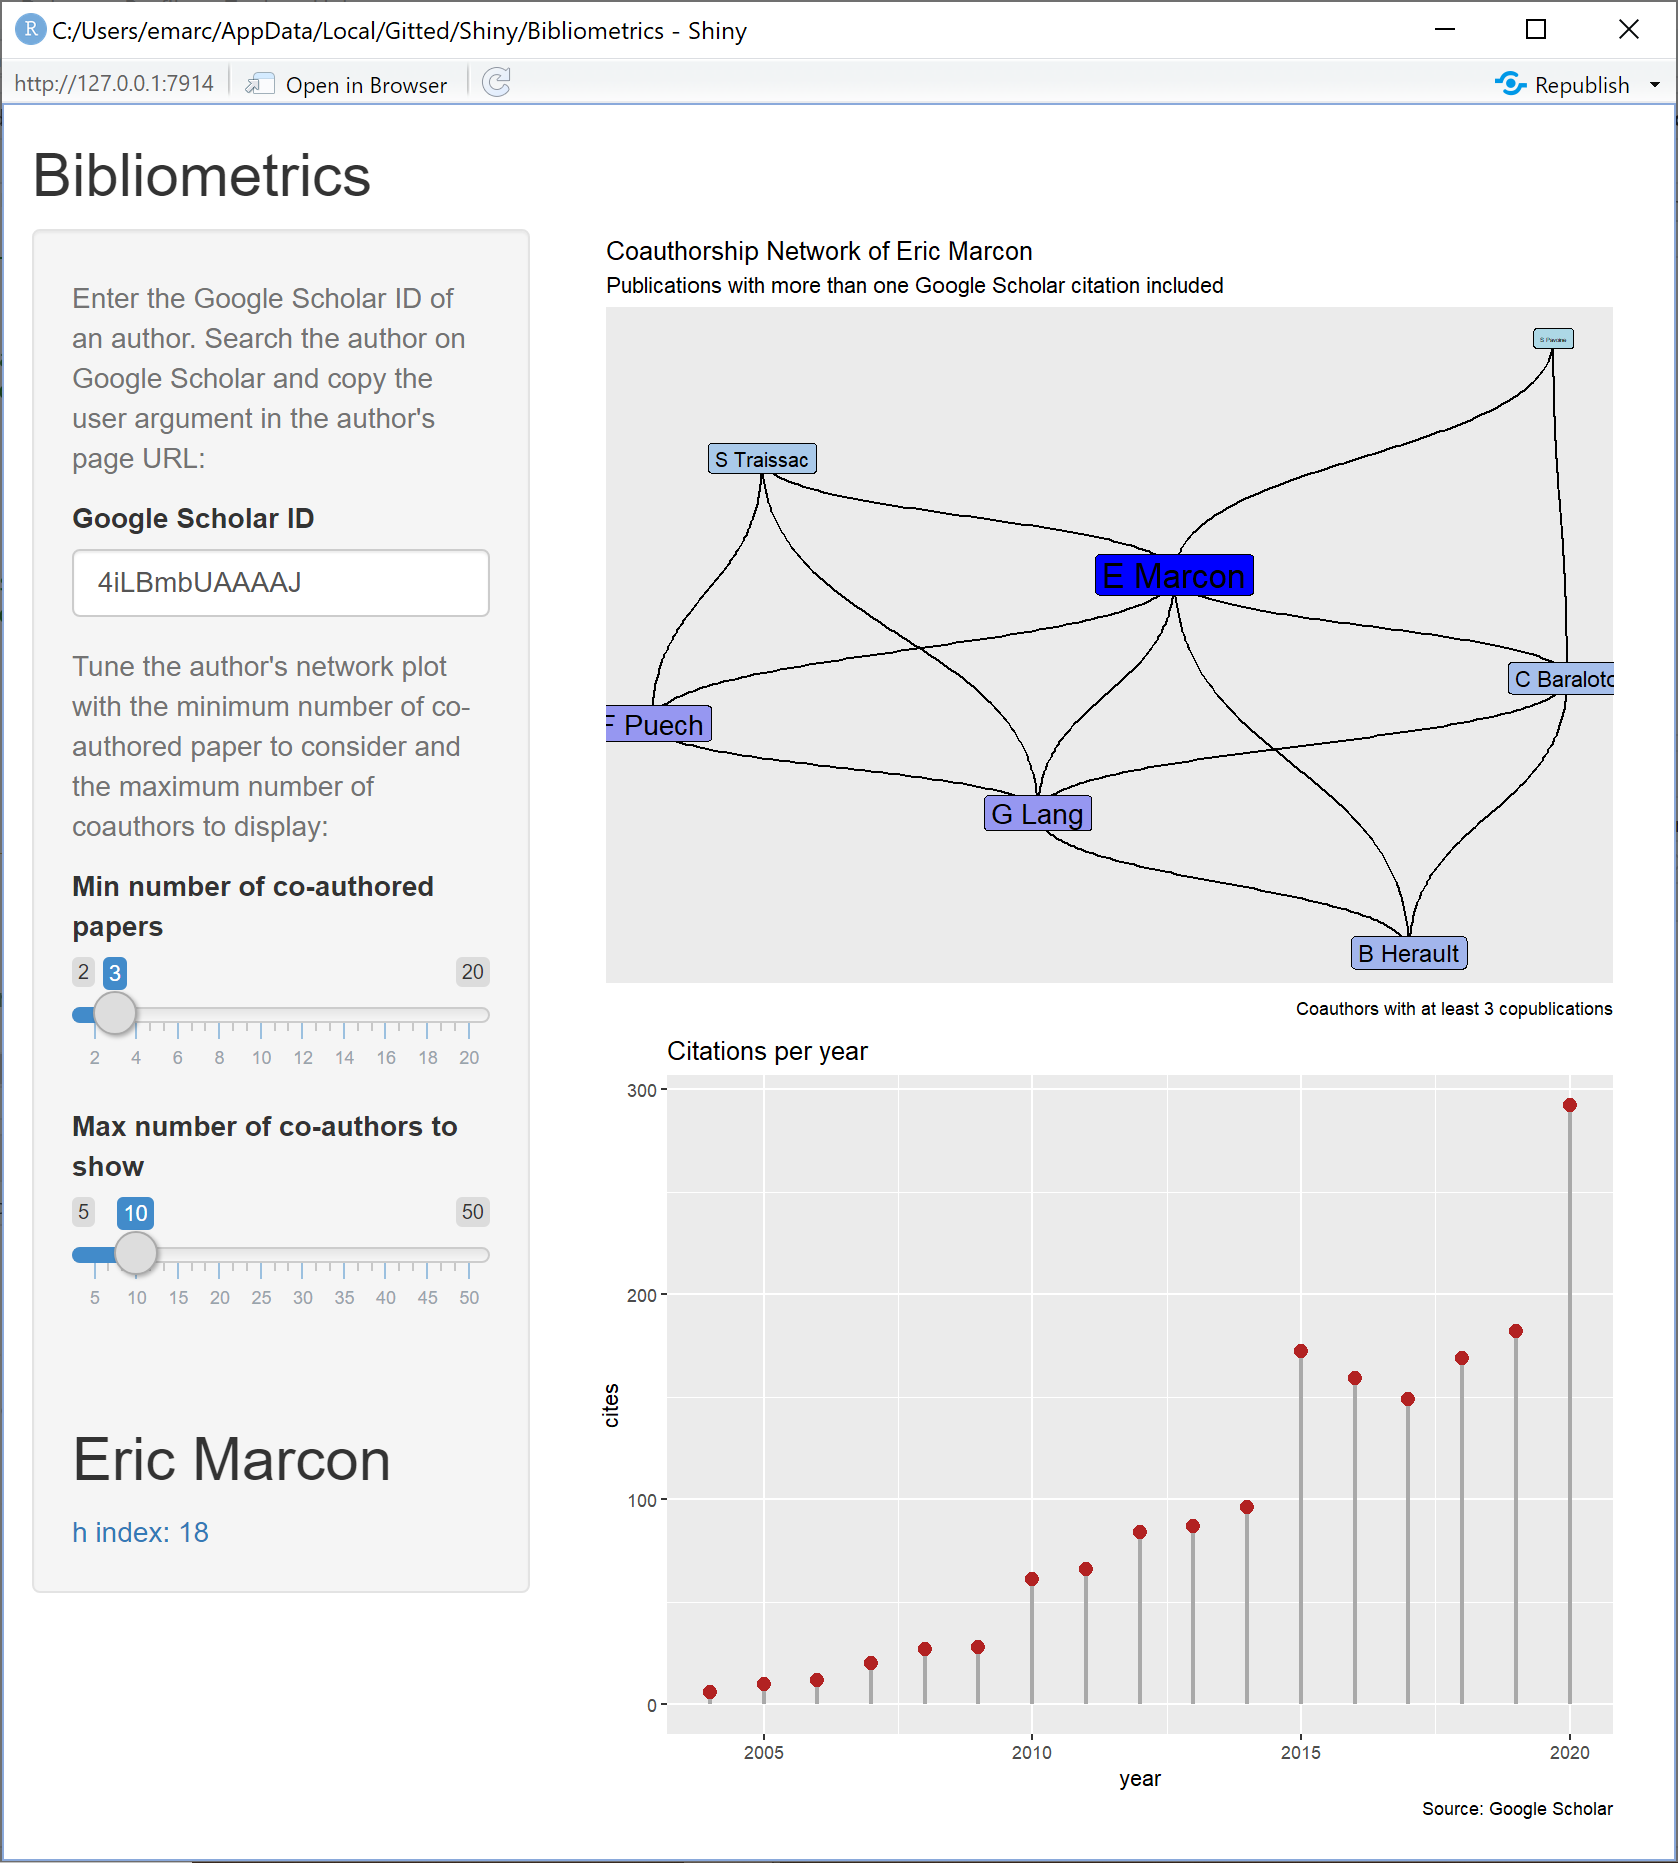 C:/Users/emarc/AppData/Local/Gitted/Shiny/Bibliometrics - Shiny
http://127.0.0.1:7914
Open in Browser
Republish
Bibliometrics
Enter the Google Scholar ID of
an author. Search the author on
Google Scholar and copy the
user argument in the author's
page URL:
Google Scholar ID
4iLBmbUAAAAJ
Tune the author's network plot
with the minimum number of co-
authored paper to consider and
the maximum number of
coauthors to display:
Min number of co-authored
papers
2 3 20
2 4 6 8 10 12 14 16 18 20
Max number of co-authors to
show
5 10 50
5 10 15 20 25 30 35 40 45 50
Eric Marcon
h index: 18
Coauthorship Network of Eric Marcon
Publications with more than one Google Scholar citation included
S Pavoine
S Traissac
E Marcon
C Baraloto
F Puech
G Lang
B Herault
Coauthors with at least 3 copublications
Citations per year
300
200
cites
100
0
2005 2010 2015 2020
year
Source: Google Scholar